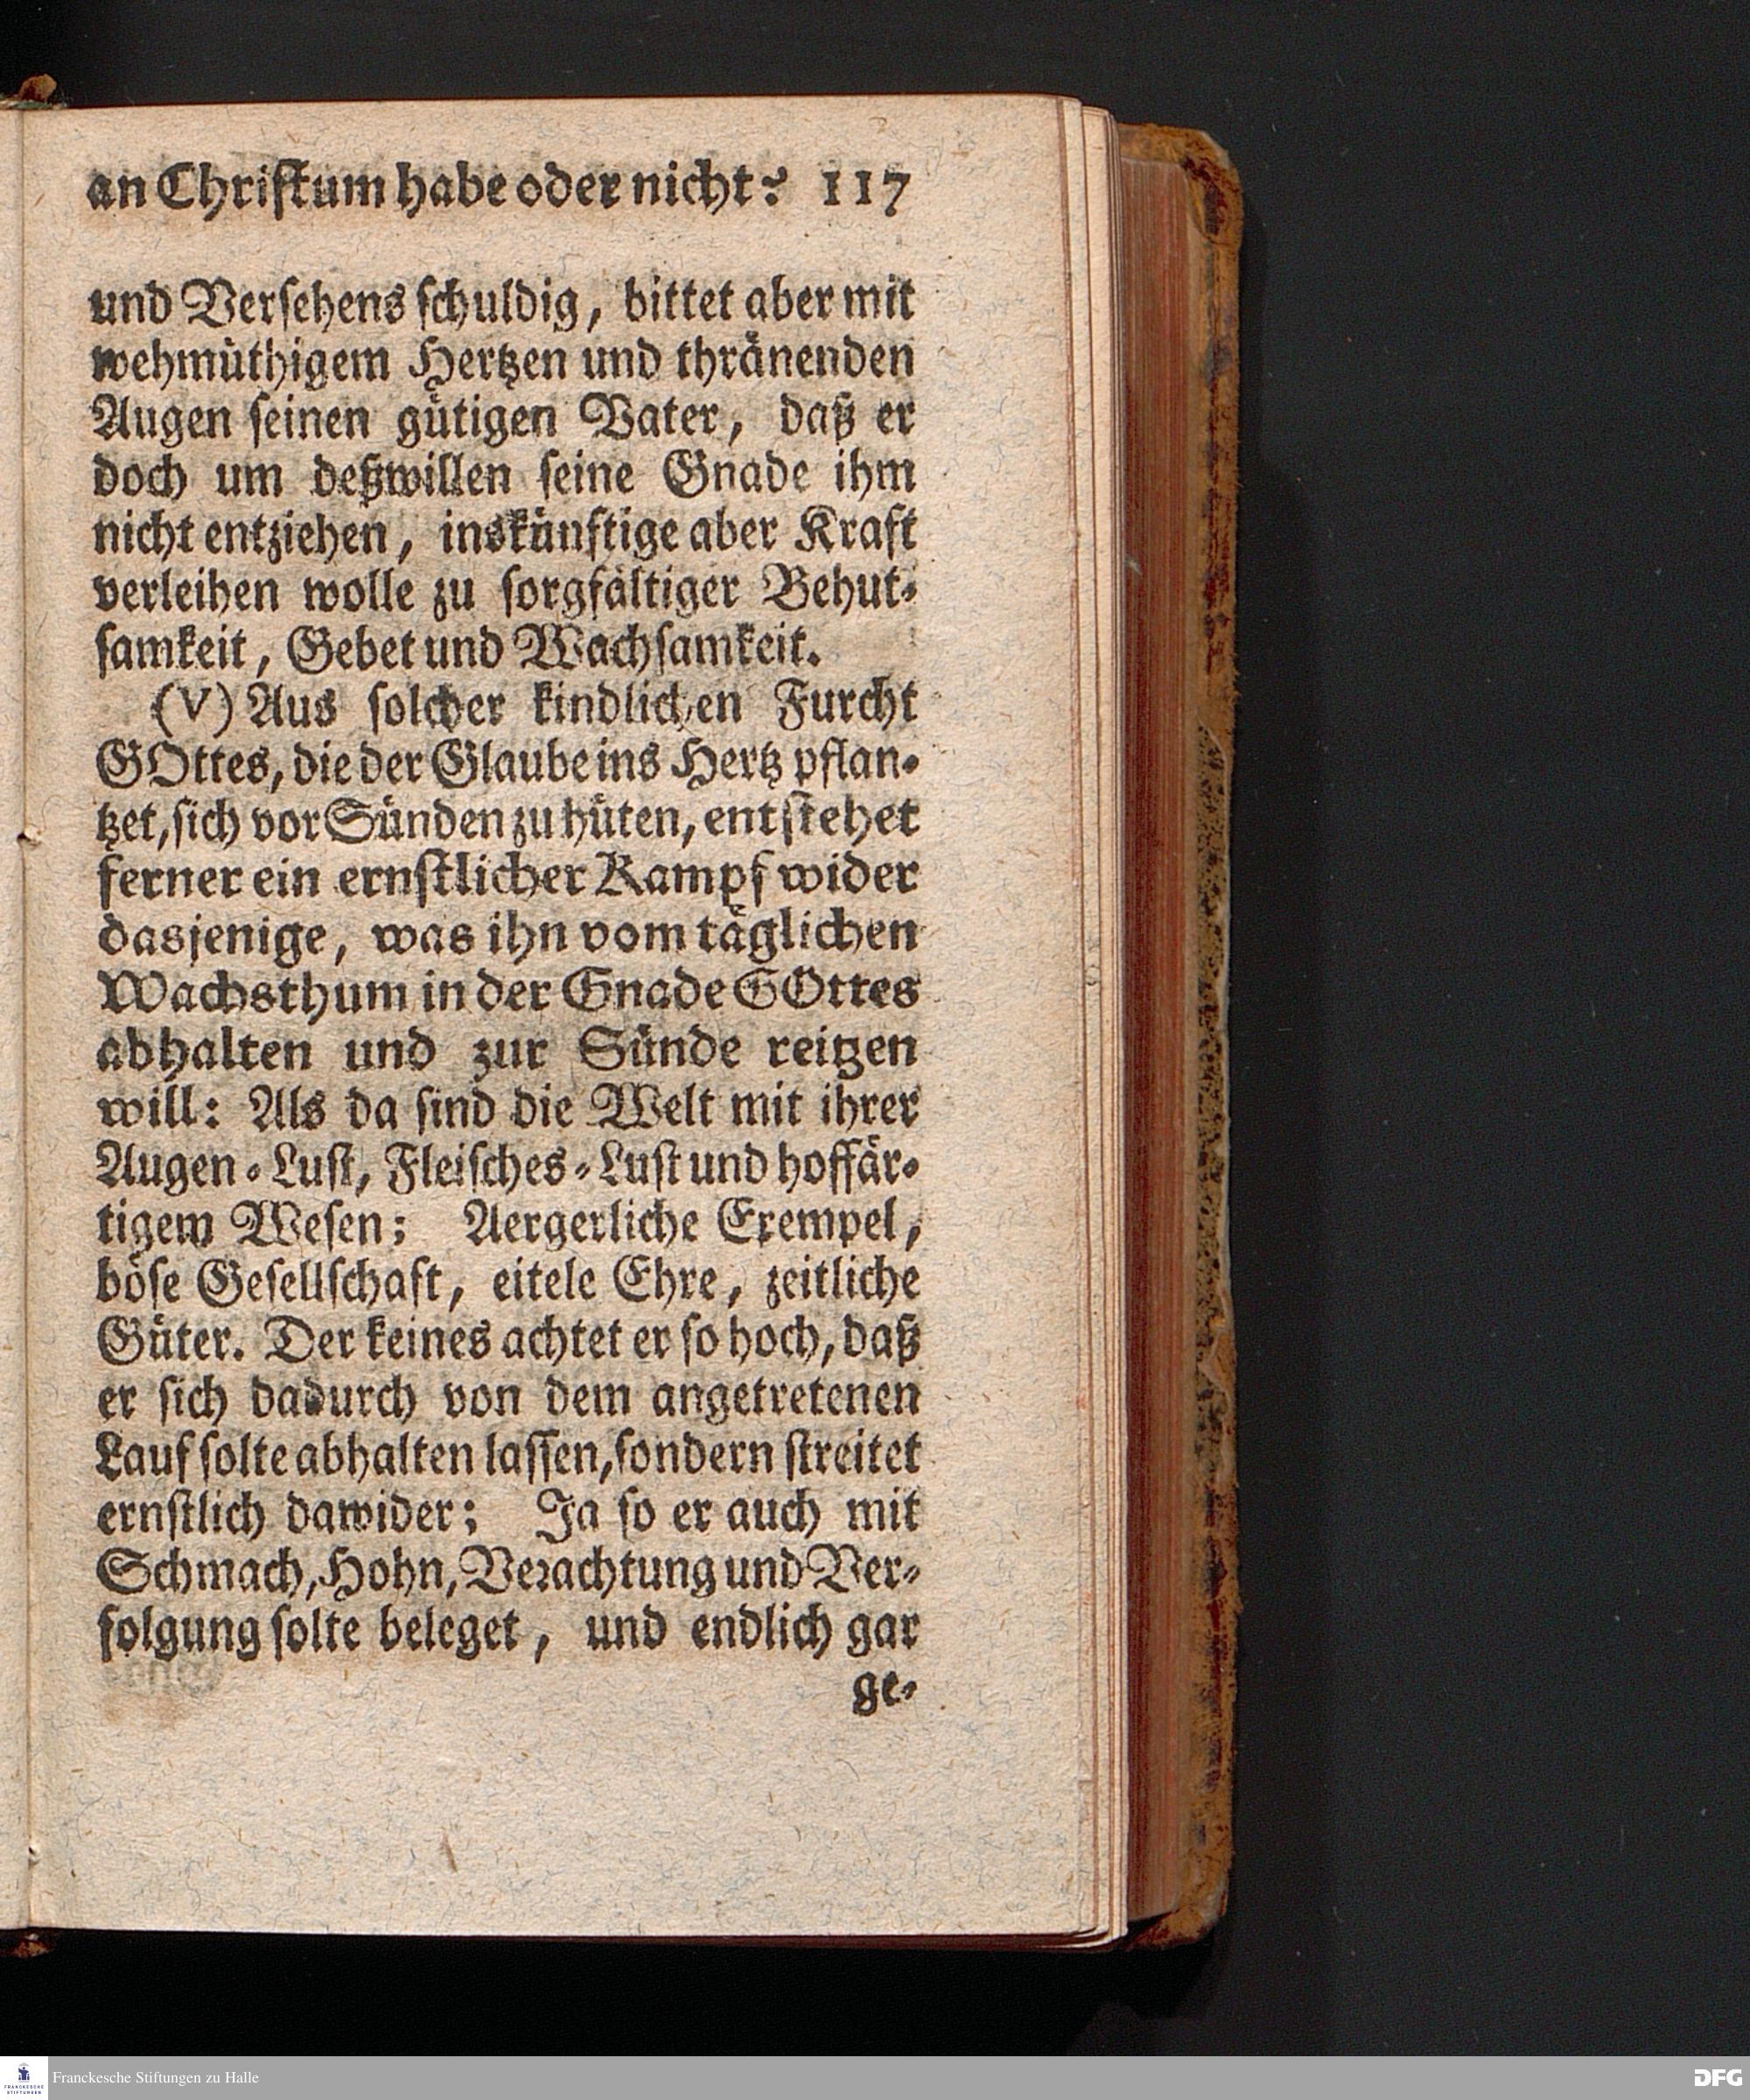 an Christum habe oder nicht? 117
und Versehens schuldig, bittet aber mit
wehmüthigem Hertzen und thränenden
Augen seinen gütigen Vater, daß er
doch um deßwillen seine Gnade ihm
nicht entziehen, inskünftige aber Kraft
verleihen wolle zu sorgfältiger Behut-
samkeit, Gebet und Wachsamkeit.
(V) Aus solcher kindlichen Furcht
GOttes, die der Glaube ins Hertz pflan-
tzet, sich vor Sünden zu hüten, entstehet
ferner ein ernstlicher Kampf wider
dasjenige, was ihn vom täglichen
Wachsthum in der Gnade GOttes
abhalten und zur Sünde reitzen
will: Als da sind die Welt mit ihrer
Augen-Lust, Fleisches-Lust und hoffär-
tigem Wesen; Aergerliche Exempel,
böse Gesellschaft, eitele Ehre, zeitliche
Güter. Der keines achtet er so hoch, daß
er sich dadurch von dem angetretenen
Lauf solte abhalten lassen, sondern streitet
ernstlich dawider; Ja so er auch mit
Schmach, Hohn, Verachtung und Ver-
folgung solte beleget, und endlich gar
ge-
FRANCKESCHE
STIFTUNGEN
Franckesche Stiftungen zu Halle
DFG